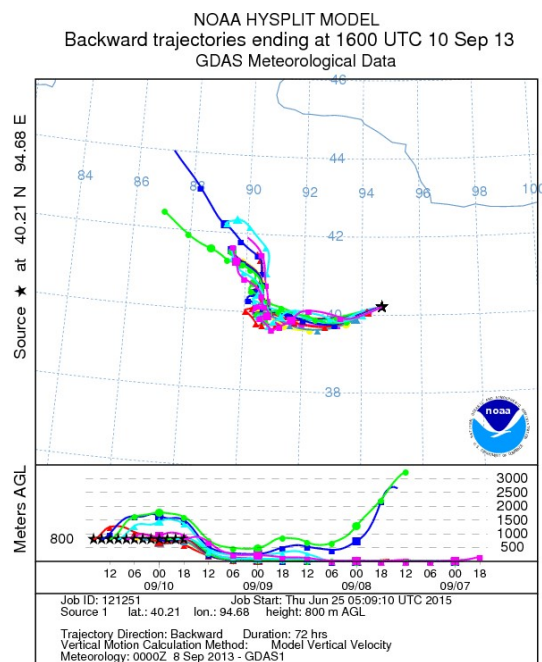 NOAA HYSPLIT MODEL
Backward trajectories ending at 1600 UTC 10 Sep 13
GDAS Meteorological Data
Source ★ at 40.21 N 94.68 E
46
44
84 86 88 90 92 94 96 98 100
42
40
38
noaa
Meters AGL
3000
2500
2000
1500
1000
500
800
12 06 00 18 12 06 00 18 12 06 00 18 12 06 00 18
09/10 09/09 09/08 09/07
Job ID: 121251 Job Start: Thu Jun 25 05:09:10 UTC 2015
Source 1 lat.: 40.21 lon.: 94.68 height: 800 m AGL
Trajectory Direction: Backward Duration: 72 hrs
Vertical Motion Calculation Method: Model Vertical Velocity
Meteorology: 0000Z 8 Sep 2013 - GDAS1